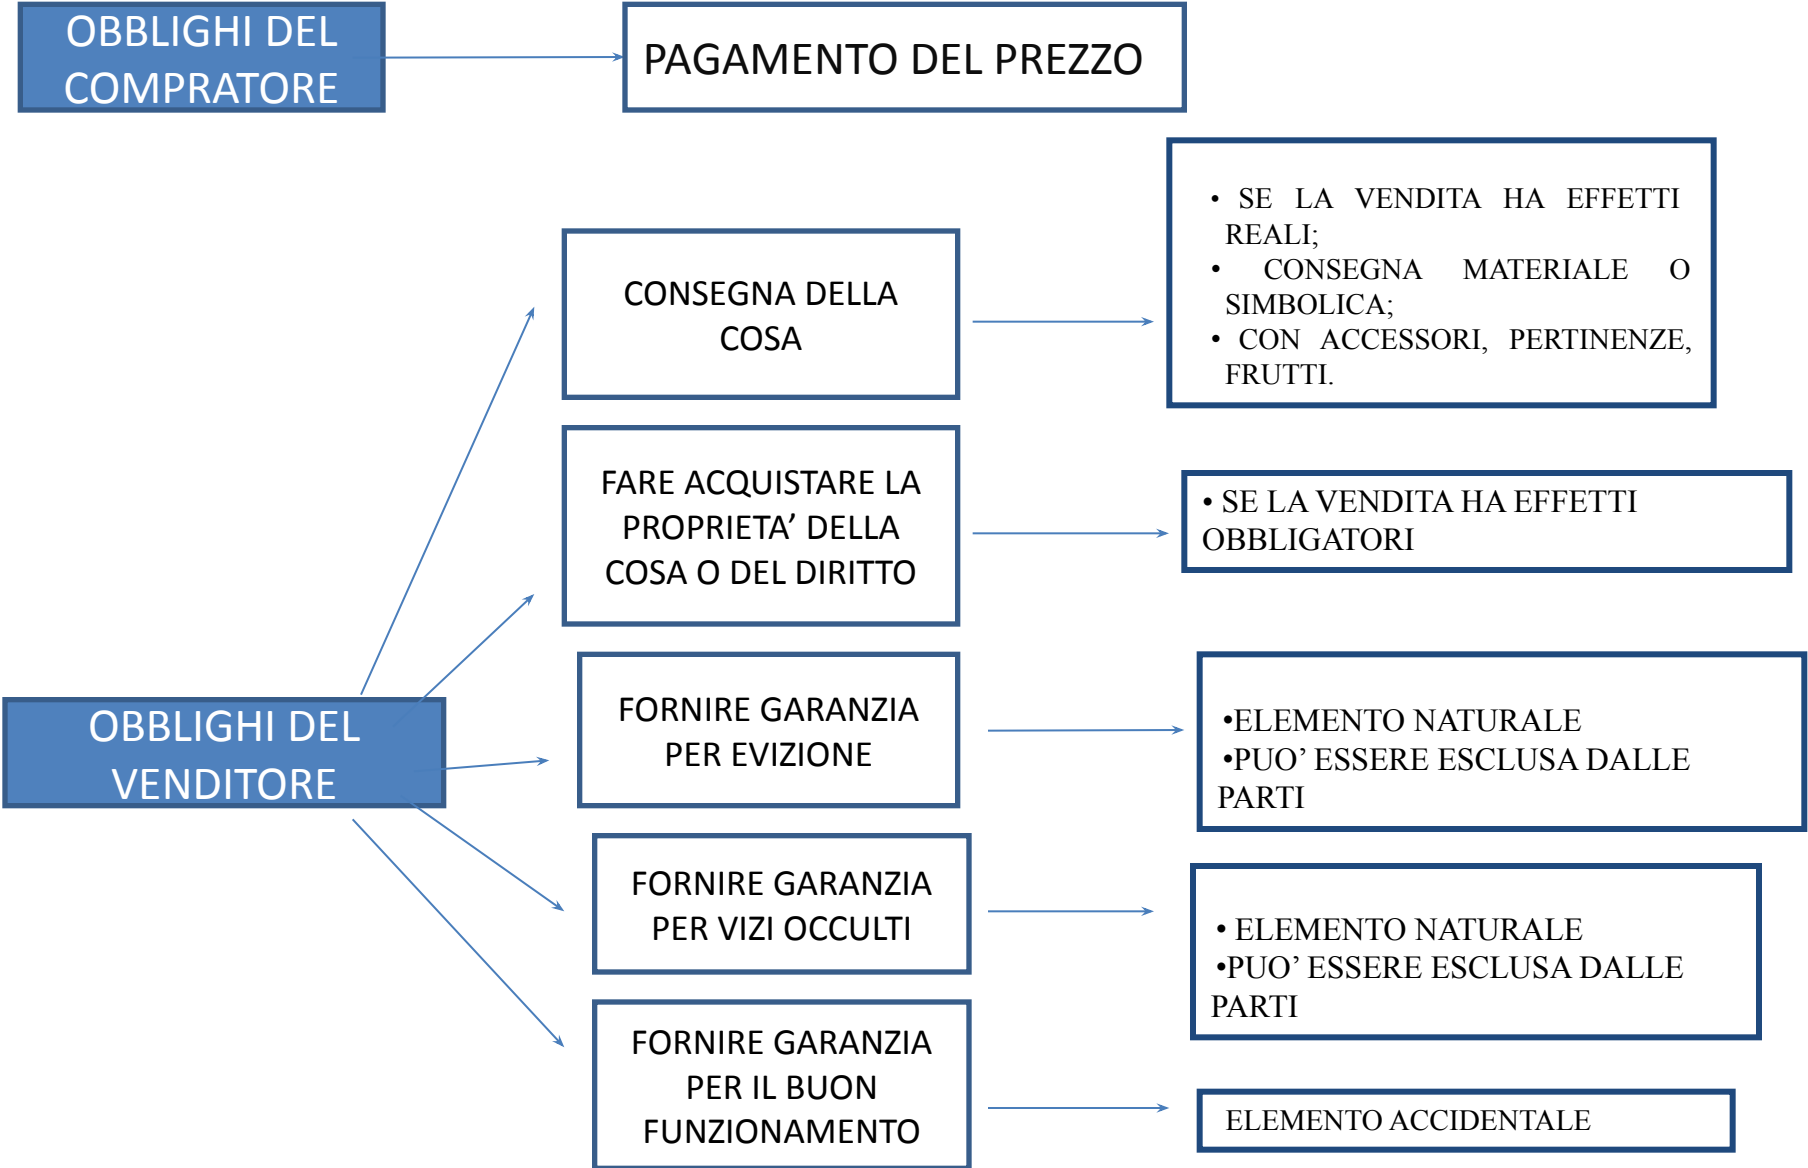 OBBLIGHI DEL
COMPRATORE
PAGAMENTO DEL PREZZO
CONSEGNA DELLA
COSA
• SE LA VENDITA HA EFFETTI
REALI;
• CONSEGNA MATERIALE O
SIMBOLICA;
• CON ACCESSORI, PERTINENZE,
FRUTTI.
FARE ACQUISTARE LA
PROPRIETA’ DELLA
COSA O DEL DIRITTO
• SE LA VENDITA HA EFFETTI
OBBLIGATORI
OBBLIGHI DEL
VENDITORE
FORNIRE GARANZIA
PER EVIZIONE
•ELEMENTO NATURALE
•PUO’ ESSERE ESCLUSA DALLE
PARTI
FORNIRE GARANZIA
PER VIZI OCCULTI
• ELEMENTO NATURALE
•PUO’ ESSERE ESCLUSA DALLE
PARTI
FORNIRE GARANZIA
PER IL BUON
FUNZIONAMENTO
ELEMENTO ACCIDENTALE